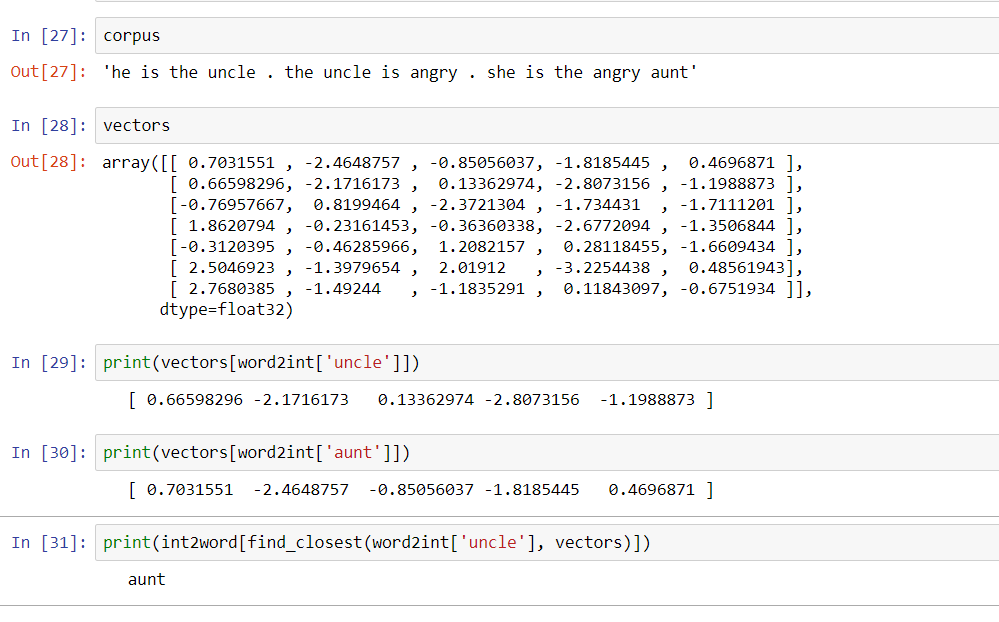 In [27]: corpus
Out[27]: 'he is the uncle . the uncle is angry . she is the angry aunt'
In [28]: vectors
Out[28]: array([[ 0.7031551 , -2.4648757 , -0.85056037, -1.8185445 ,  0.4696871 ],
[ 0.66598296, -2.1716173 ,  0.13362974, -2.8073156 , -1.1988873 ],
[-0.76957667,  0.8199464 , -2.3721304 , -1.734431  , -1.7111201 ],
[ 1.8620794 , -0.23161453, -0.36360338, -2.6772094 , -1.3506844 ],
[-0.3120395 , -0.46285966,  1.2082157 ,  0.28118455, -1.6609434 ],
[ 2.5046923 , -1.3979654 ,  2.01912   , -3.2254438 ,  0.48561943],
[ 2.7680385 , -1.49244   , -1.1835291 ,  0.11843097, -0.6751934 ]],
dtype=float32)
In [29]: print(vectors[word2int['uncle']])
[ 0.66598296 -2.1716173   0.13362974 -2.8073156  -1.1988873 ]
In [30]: print(vectors[word2int['aunt']])
[ 0.7031551  -2.4648757  -0.85056037 -1.8185445   0.4696871 ]
In [31]: print(int2word[find_closest(word2int['uncle'], vectors)])
aunt